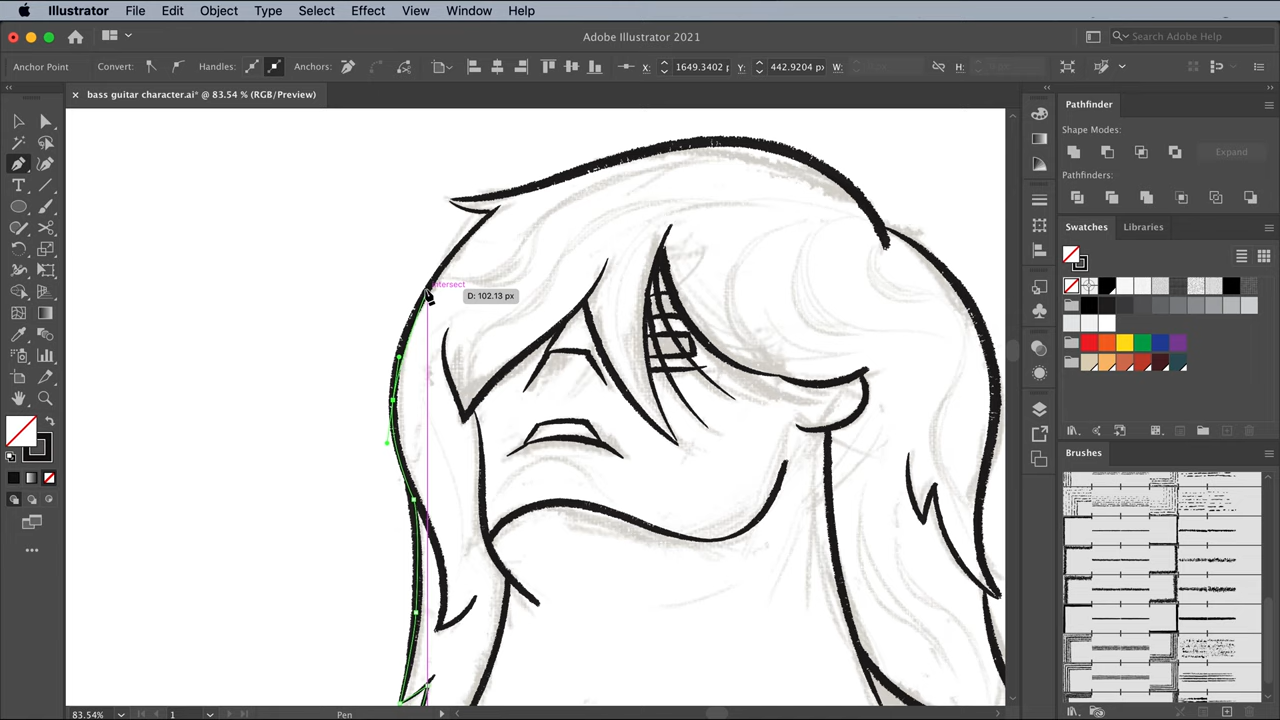 Illustrator File Edit Object Type Select Effect View Window Help
Adobe Illustrator 2021
Search Adobe Help
Anchor Point Convert: Handles: Anchors: X: 1649.3402 Y: 442.9204 px W: H:
× bass guitar character.ai* @ 83.54 % (RGB/Preview)
Pathfinder
Shape Modes:
Expand
Pathfinders:
Swatches Libraries
intersect
D: 102.13 px
Brushes
83.54% 1 Pen